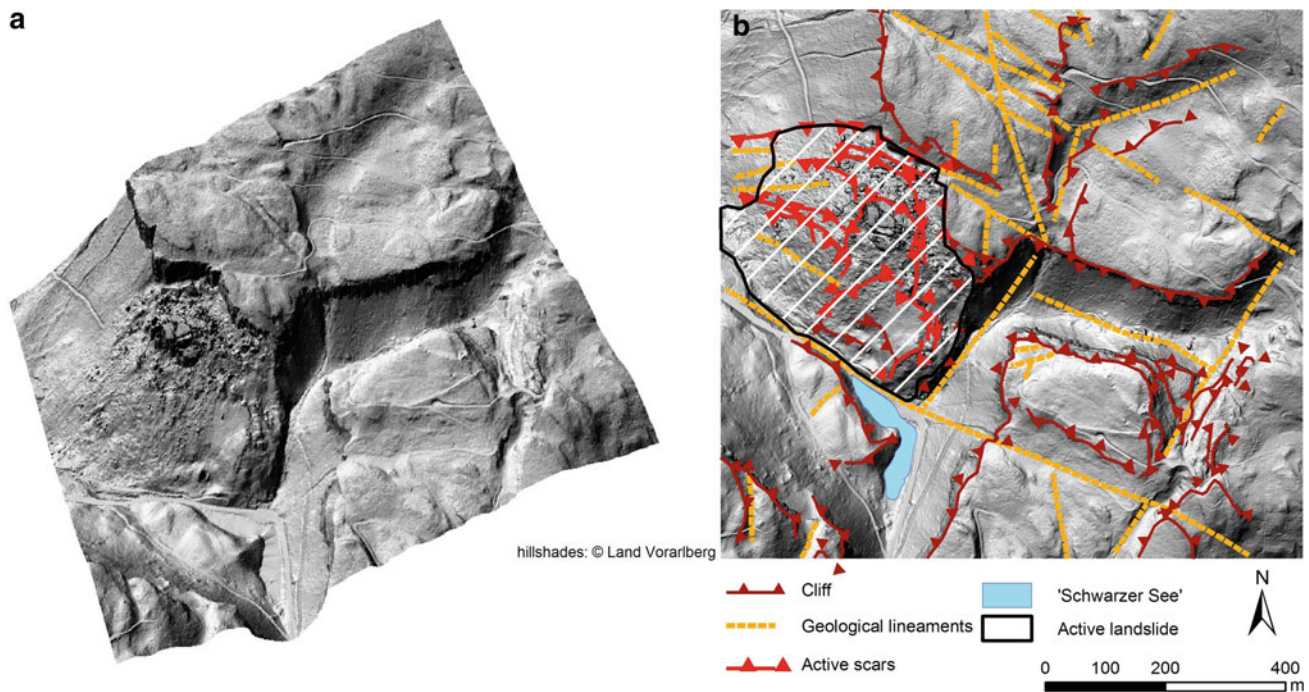 a
b
hillshades: © Land Vorarlberg
Cliff
'Schwarzer See'
N
Geological lineaments
Active landslide
Active scars
0 100 200 400
m